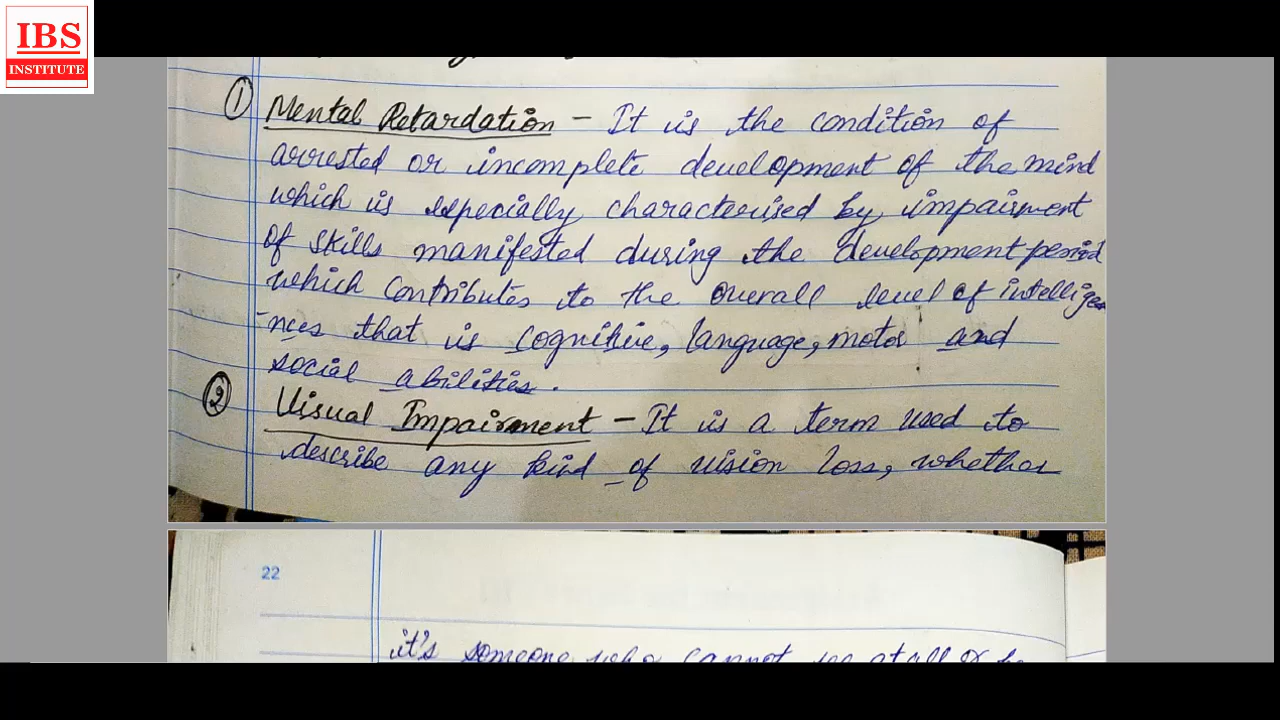 IBS
INSTITUTE
① Mental Retardation - It is the condition of
arrested or incomplete development of the mind
which is especially characterised by impairment
of skills manifested during the development period
which contributes to the overall level of intellige
-nces that is cognitive, language, motor and
social abilities.
② Visual Impairment - It is a term used to
describe any kind of vision loss, whether
22
it's someone who cannot see at all